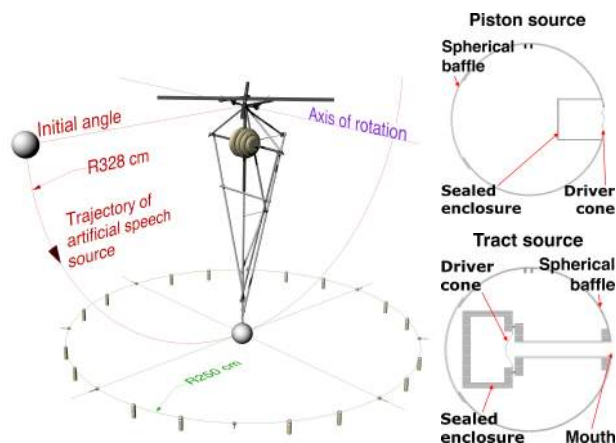 Initial angle
Axis of rotation
R328 cm
Trajectory of
artificial speech
source
R250 cm
Piston source
Spherical
baffle
Sealed
enclosure
Driver
cone
Tract source
Driver
cone
Spherical
baffle
Sealed
enclosure
Mouth